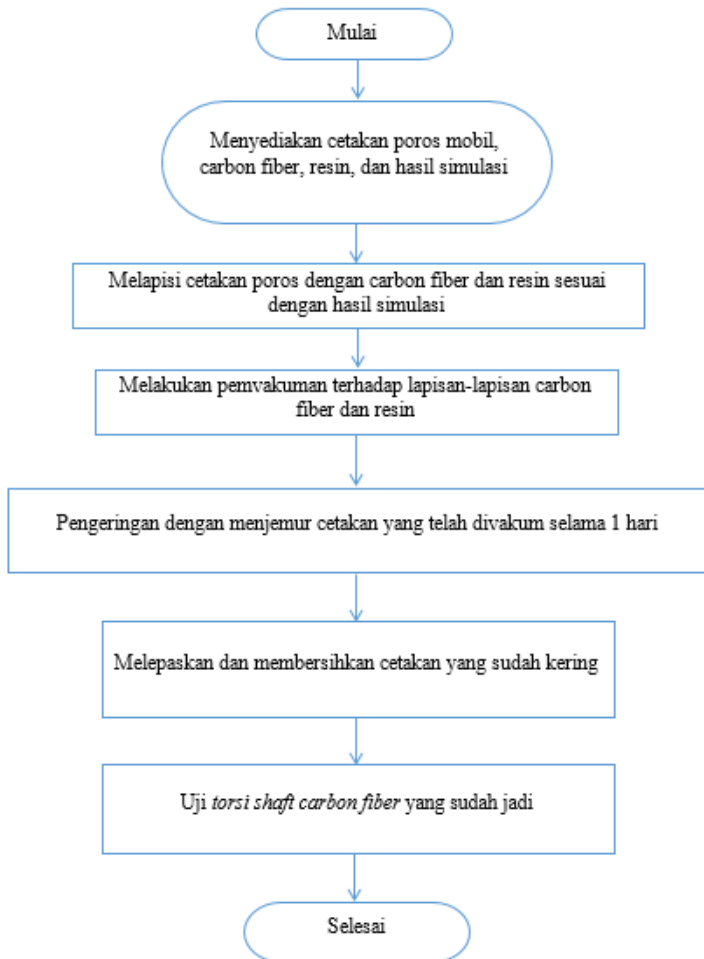 Mulai
Menyediakan cetakan poros mobil,
carbon fiber, resin, dan hasil simulasi
Melapisi cetakan poros dengan carbon fiber dan resin sesuai
dengan hasil simulasi
Melakukan pemvakuman terhadap lapisan-lapisan carbon
fiber dan resin
Pengeringan dengan menjemur cetakan yang telah divakum selama 1 hari
Melepaskan dan membersihkan cetakan yang sudah kering
Uji torsi shaft carbon fiber yang sudah jadi
Selesai